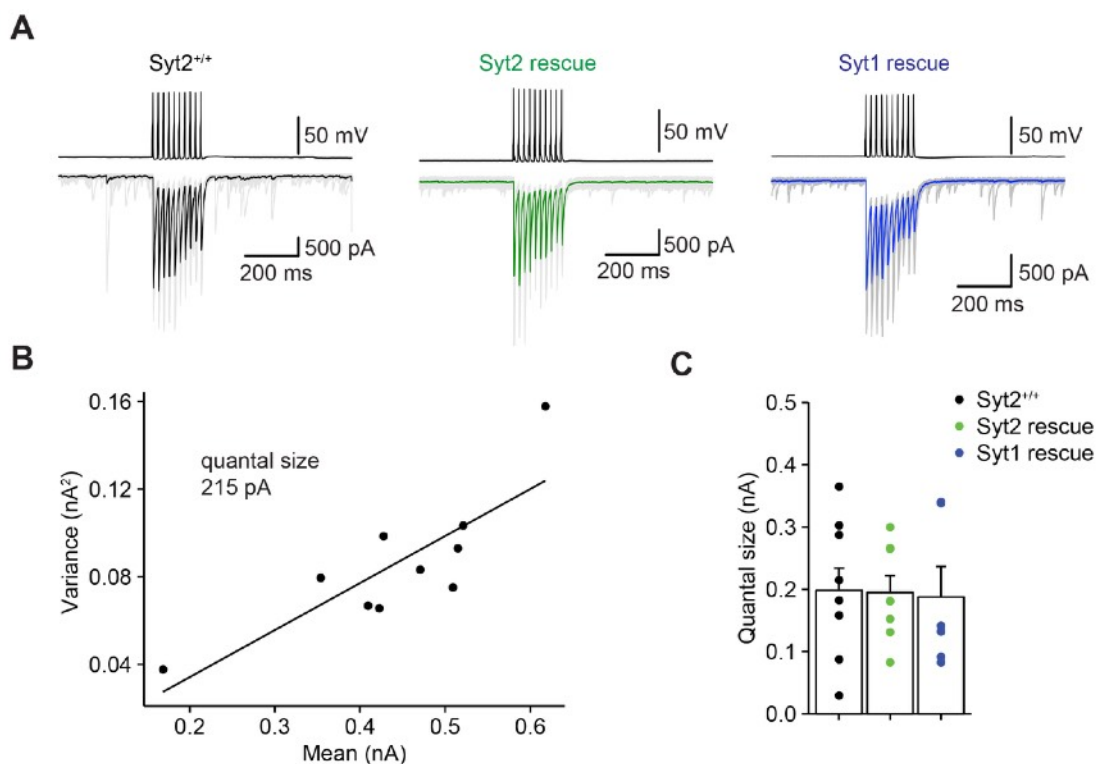 A
Syt2+/+
Syt2 rescue
Syt1 rescue
50 mV
50 mV
50 mV
500 pA
200 ms
500 pA
200 ms
500 pA
200 ms
B
quantal size
215 pA
0.16
0.12
0.08
0.04
Variance (nA²)
0.2 0.3 0.4 0.5 0.6
Mean (nA)
C
Syt2+/+
Syt2 rescue
Syt1 rescue
0.5
0.4
0.3
0.2
0.1
0.0
Quantal size (nA)